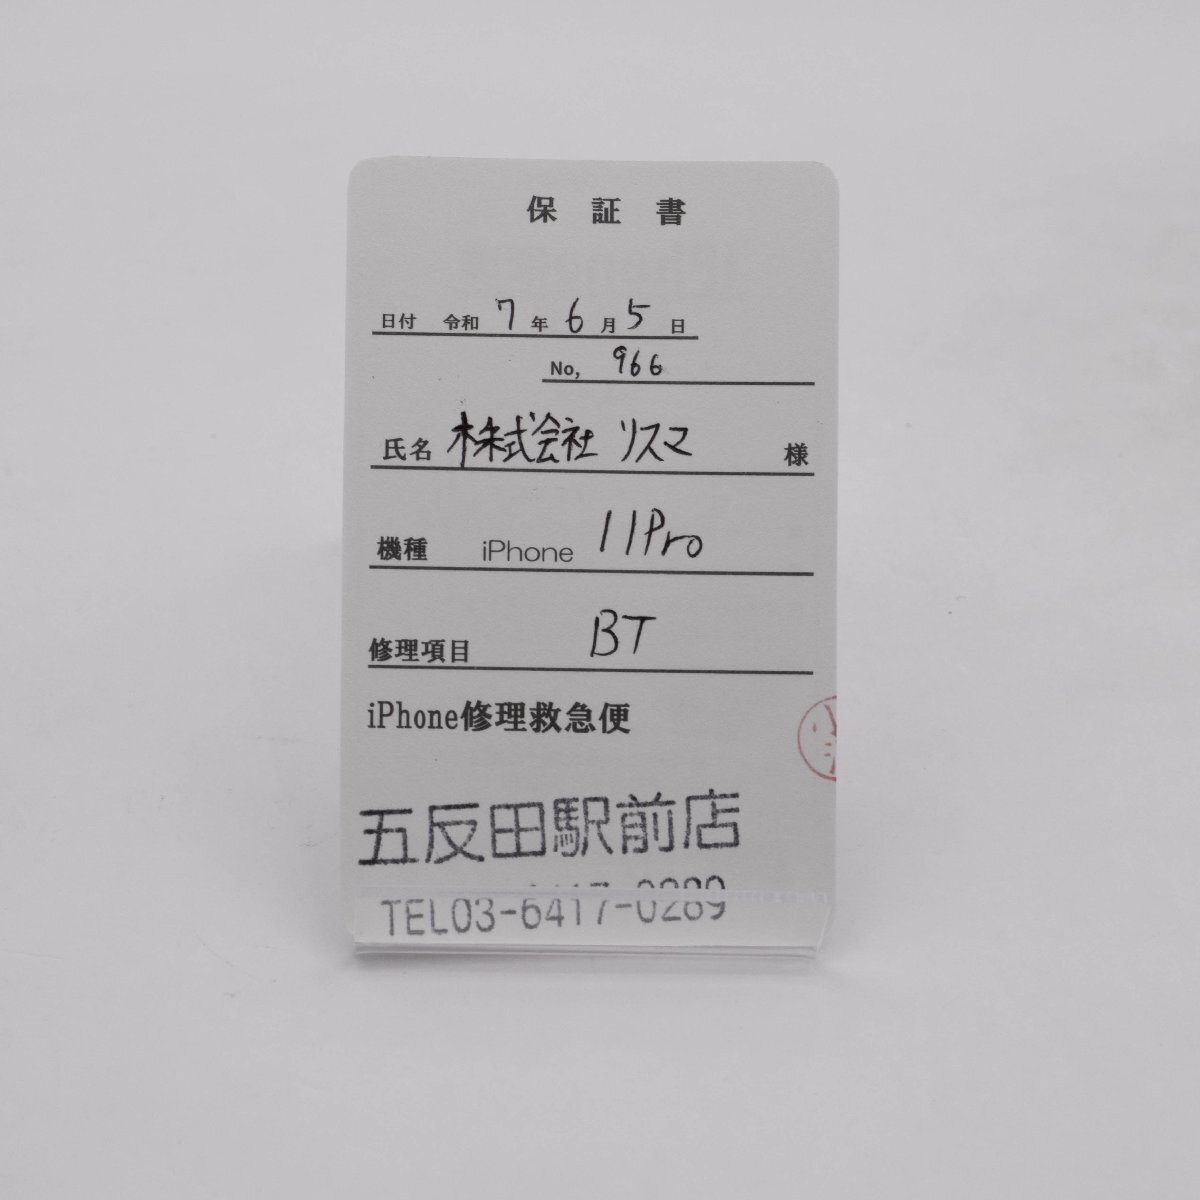 保証書
日付 令和 7 年 6 月 5 日
No, 966
氏名 株式会社 リスマ 様
機種 iPhone 11Pro
修理項目 BT
iPhone修理救急便
五反田駅前店
TEL03-6417-0289